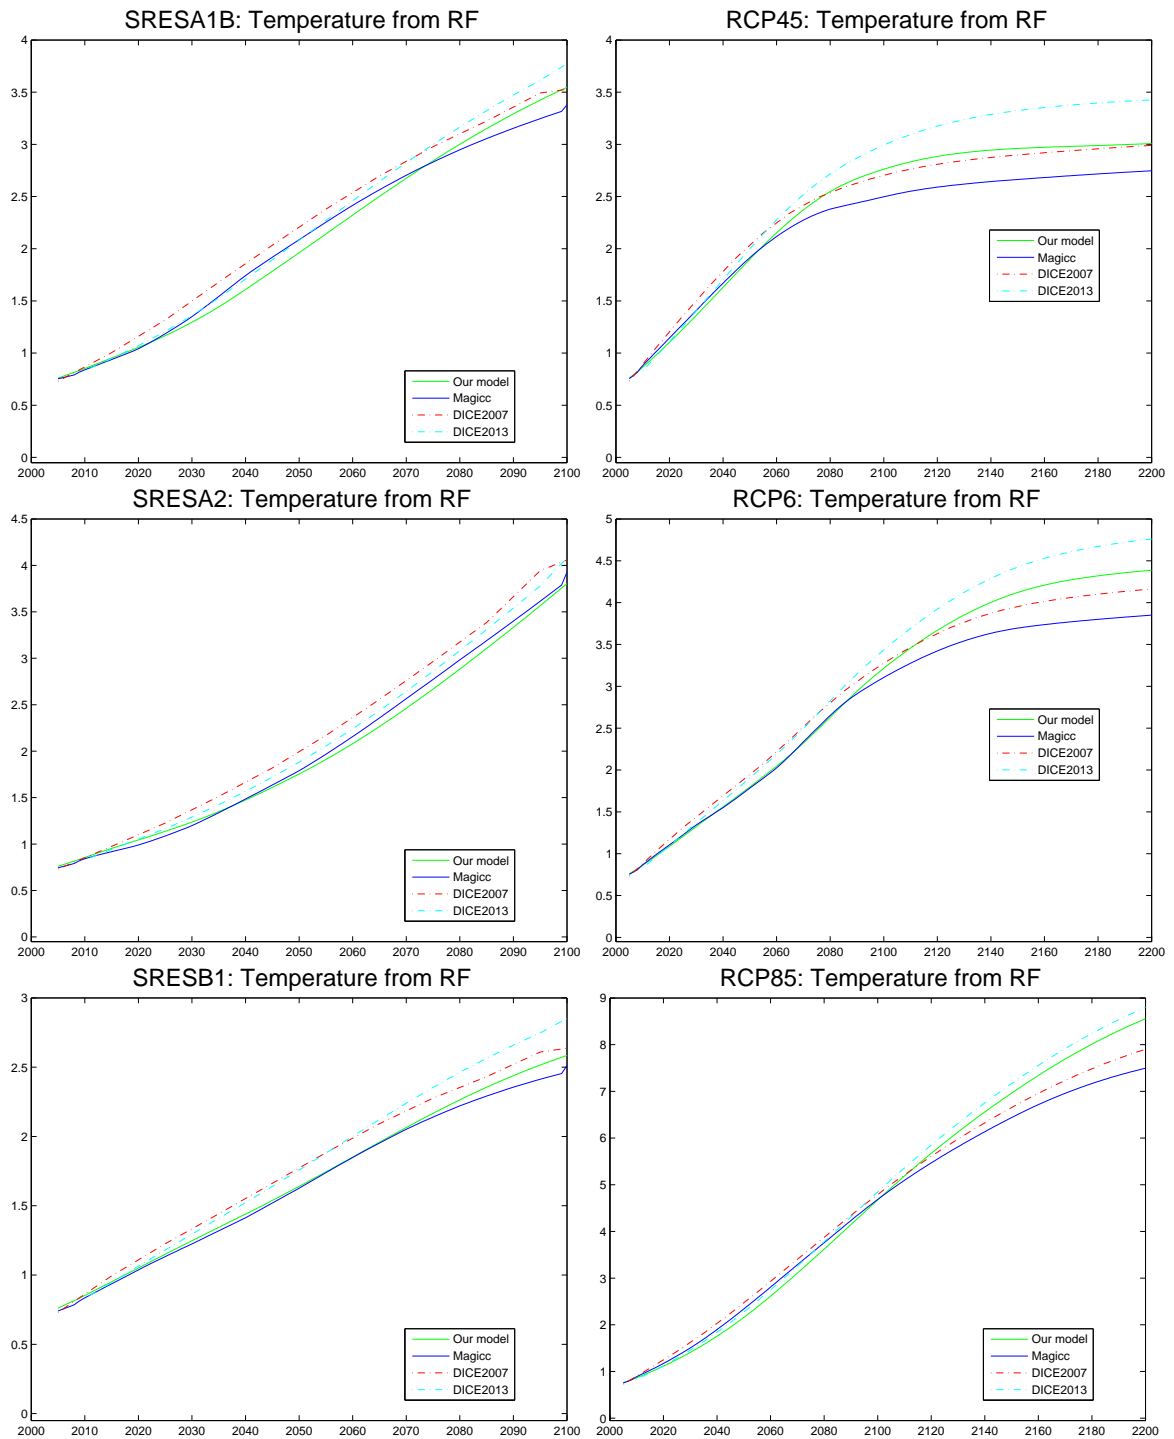 SRESA1B: Temperature from RF
4
3.5
3
2.5
2
1.5
1
0.5
0
2000 2010 2020 2030 2040 2050 2060 2070 2080 2090 2100
Our model
Magicc
DICE2007
DICE2013
RCP45: Temperature from RF
4
3.5
3
2.5
2
1.5
1
0.5
0
2000 2020 2040 2060 2080 2100 2120 2140 2160 2180 2200
Our model
Magicc
DICE2007
DICE2013
SRESA2: Temperature from RF
4.5
4
3.5
3
2.5
2
1.5
1
0.5
0
2000 2010 2020 2030 2040 2050 2060 2070 2080 2090 2100
Our model
Magicc
DICE2007
DICE2013
RCP6: Temperature from RF
5
4.5
4
3.5
3
2.5
2
1.5
1
0.5
0
2000 2020 2040 2060 2080 2100 2120 2140 2160 2180 2200
Our model
Magicc
DICE2007
DICE2013
SRESB1: Temperature from RF
3
2.5
2
1.5
1
0.5
0
2000 2010 2020 2030 2040 2050 2060 2070 2080 2090 2100
Our model
Magicc
DICE2007
DICE2013
RCP85: Temperature from RF
9
8
7
6
5
4
3
2
1
0
2000 2020 2040 2060 2080 2100 2120 2140 2160 2180 2200
Our model
Magicc
DICE2007
DICE2013